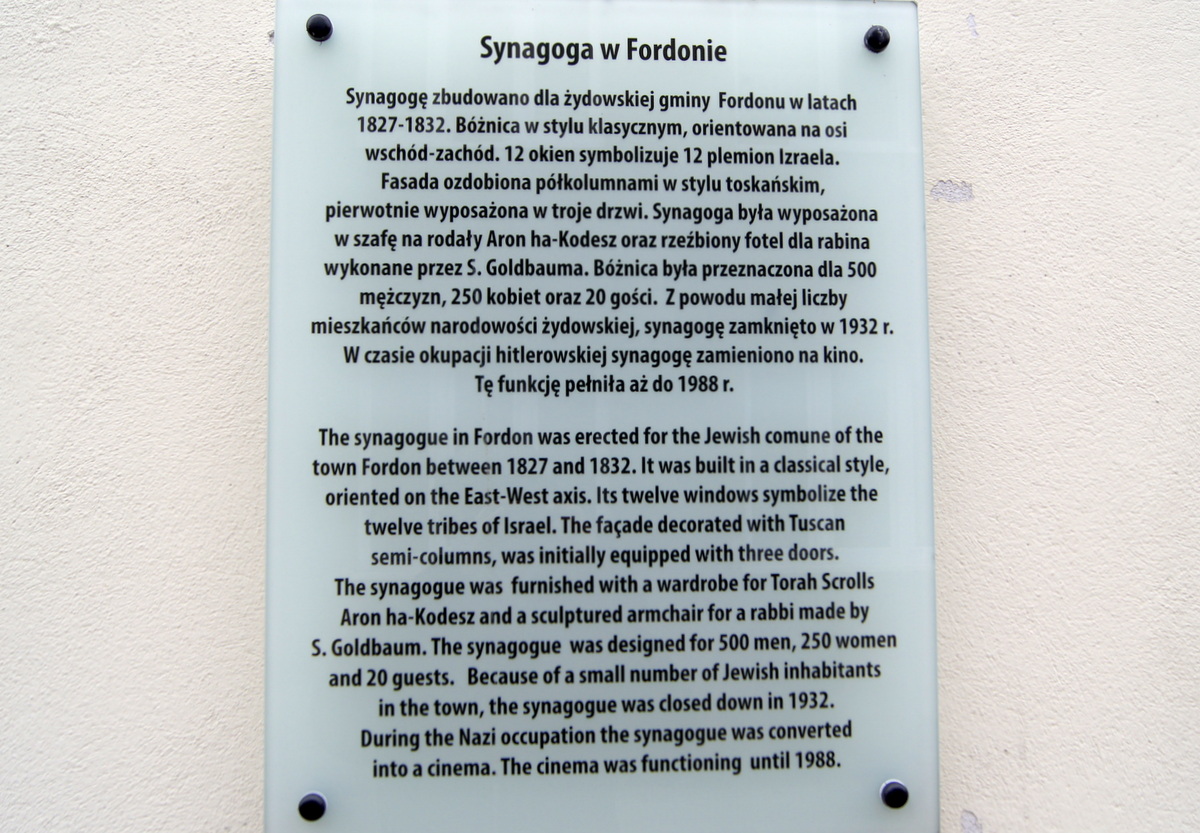 Synagoga w Fordonie
Synagogę zbudowano dla żydowskiej gminy Fordonu w latach
1827-1832. Bóżnica w stylu klasycznym, orientowana na osi
wschód-zachód. 12 okien symbolizuje 12 plemion Izraela.
Fasada ozdobiona półkolumnami w stylu toskańskim,
pierwotnie wyposażona w troje drzwi. Synagoga była wyposażona
w szafę na rodały Aron ha-Kodesz oraz rzeźbiony fotel dla rabina
wykonane przez S. Goldbauma. Bóżnica była przeznaczona dla 500
mężczyzn, 250 kobiet oraz 20 gości. Z powodu małej liczby
mieszkańców narodowości żydowskiej, synagogę zamknięto w 1932 r.
W czasie okupacji hitlerowskiej synagogę zamieniono na kino.
Tę funkcję pełniła aż do 1988 r.
The synagogue in Fordon was erected for the Jewish comune of the
town Fordon between 1827 and 1832. It was built in a classical style,
oriented on the East-West axis. Its twelve windows symbolize the
twelve tribes of Israel. The façade decorated with Tuscan
semi-columns, was initially equipped with three doors.
The synagogue was furnished with a wardrobe for Torah Scrolls
Aron ha-Kodesz and a sculptured armchair for a rabbi made by
S. Goldbaum. The synagogue was designed for 500 men, 250 women
and 20 guests. Because of a small number of Jewish inhabitants
in the town, the synagogue was closed down in 1932.
During the Nazi occupation the synagogue was converted
into a cinema. The cinema was functioning until 1988.